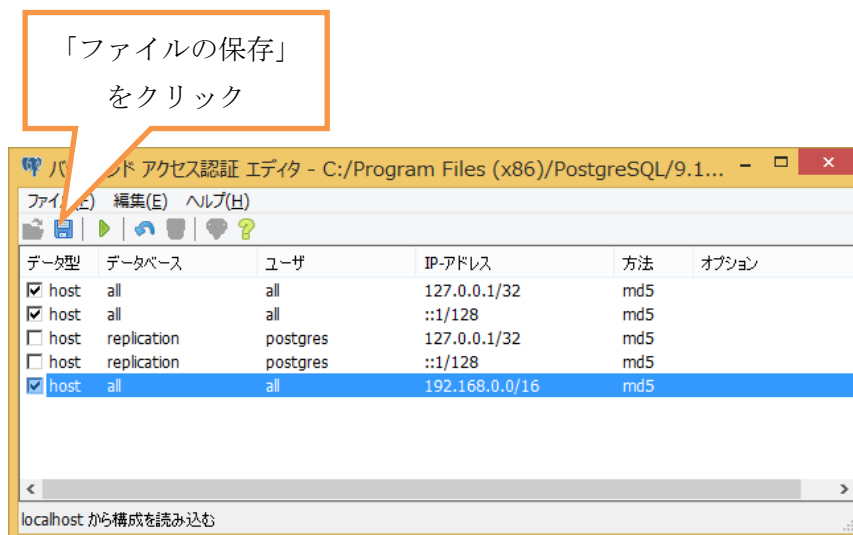 「ファイルの保存」
をクリック
ド アクセス認証 エディタ - C:/Program Files (x86)/PostgreSQL/9.1...
編集(E) ヘルプ(H)
データ型 データベース ユーザ IP-アドレス 方法 オプション
host all all 127.0.0.1/32 md5
host all all ::1/128 md5
host replication postgres 127.0.0.1/32 md5
host replication postgres ::1/128 md5
host all all 192.168.0.0/16 md5
localhost から構成を読み込む